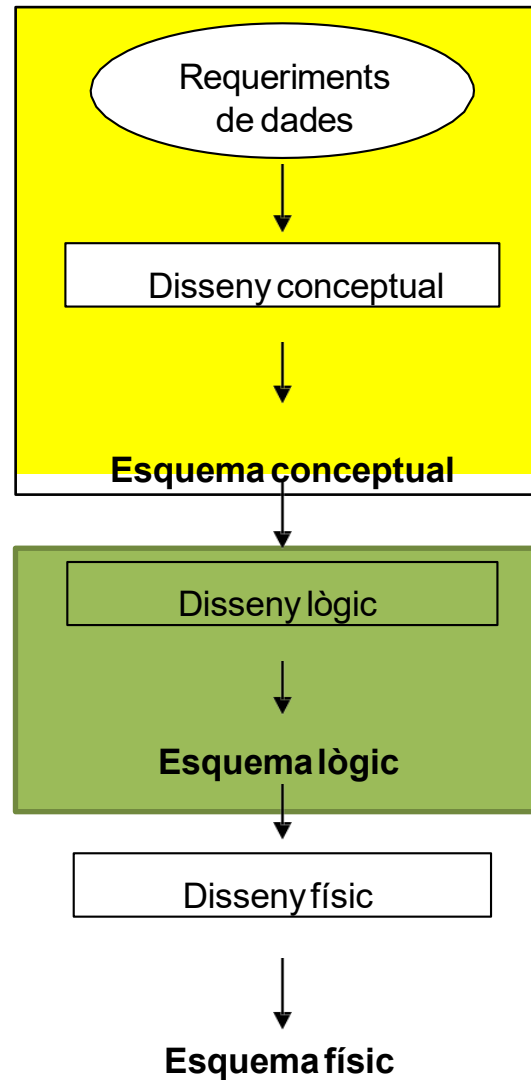 Requeriments
de dades
Disseny conceptual
Esquema conceptual
Disseny lògic
Esquema lògic
Disseny físic
Esquema físic